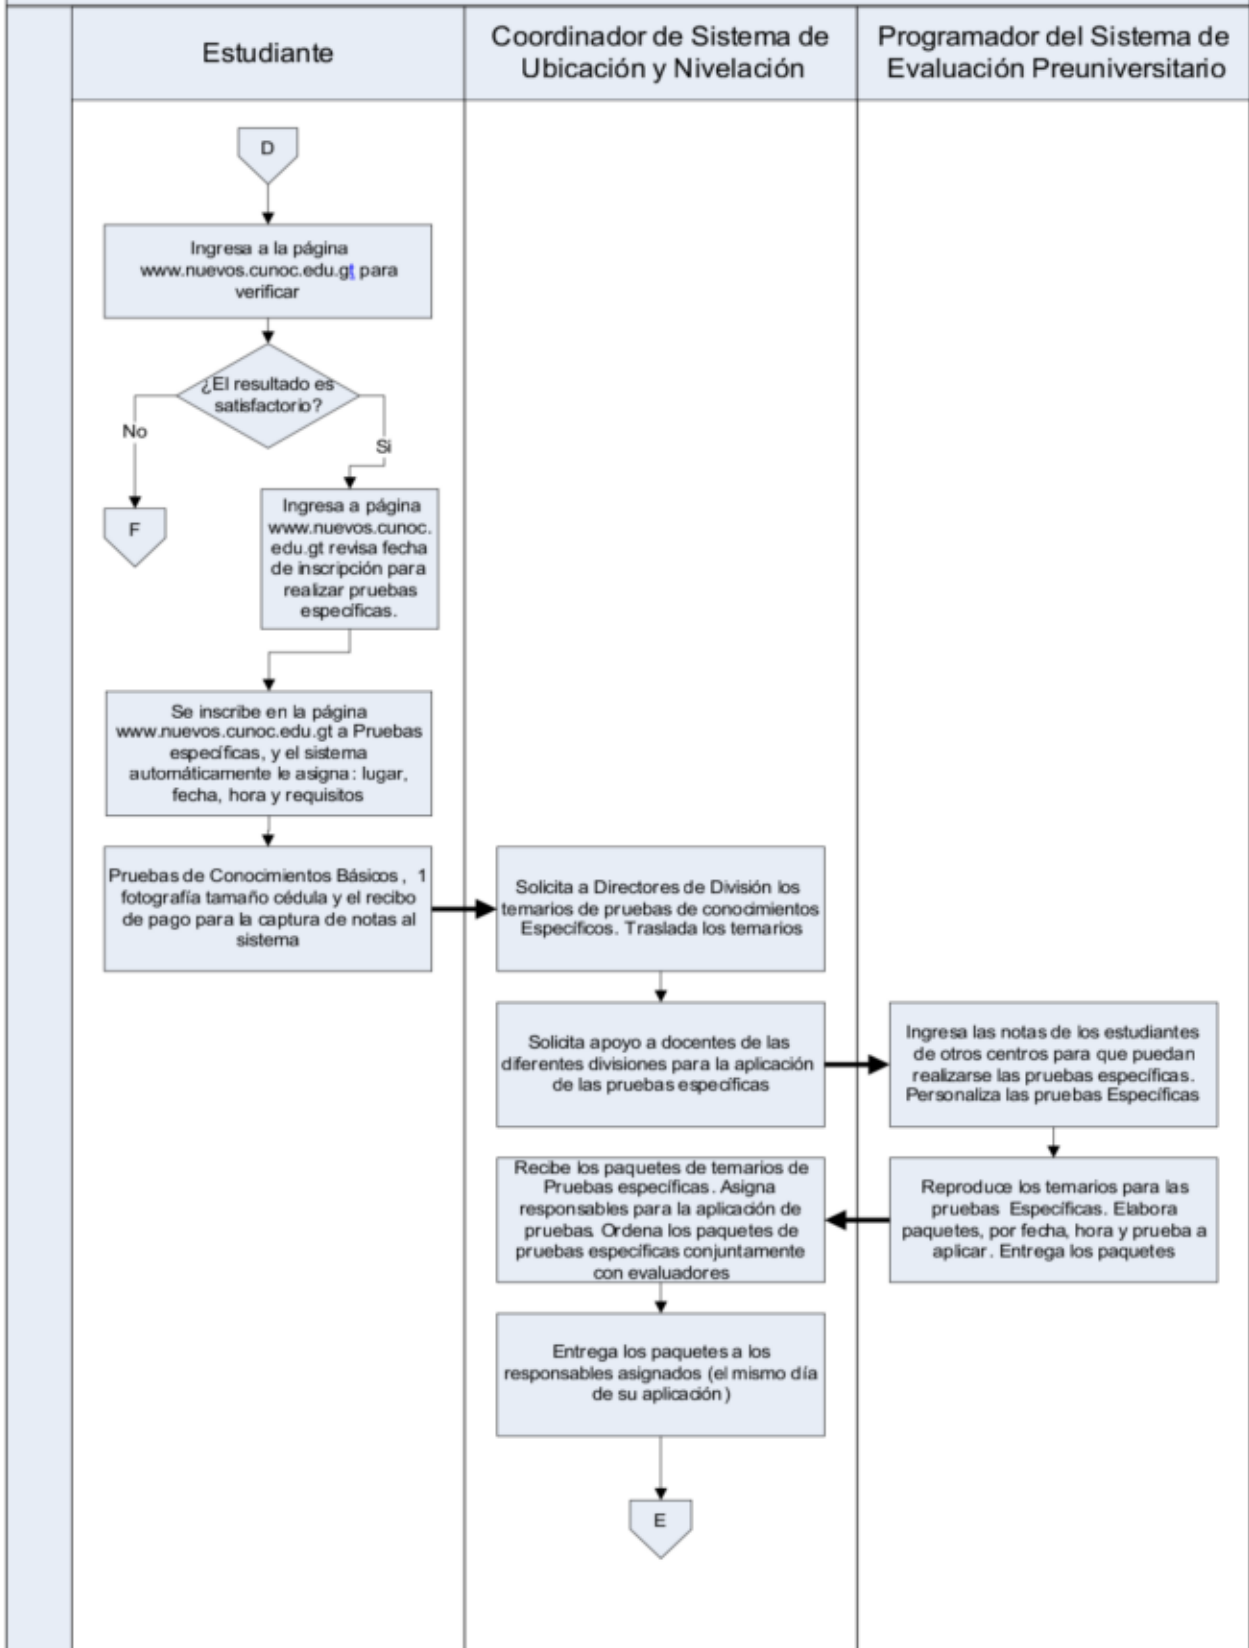 Estudiante
Coordinador de Sistema de
Ubicación y Nivelación
Programador del Sistema de
Evaluación Preuniversitario
D
Ingresa a la página
www.nuevos.cunoc.edu.gt para
verificar
¿El resultado es
satisfactorio?
No
Si
F
Ingresa a página
www.nuevos.cunoc.
edu.gt revisa fecha
de inscripción para
realizar pruebas
específicas.
Se inscribe en la página
www.nuevos.cunoc.edu.gt a Pruebas
específicas, y el sistema
automáticamente le asigna: lugar,
fecha, hora y requisitos
Pruebas de Conocimientos Básicos, 1
fotografía tamaño cédula y el recibo
de pago para la captura de notas al
sistema
Solicita a Directores de División los
temarios de pruebas de conocimientos
Específicos. Traslada los temarios
Solicita apoyo a docentes de las
diferentes divisiones para la aplicación
de las pruebas específicas
Ingresa las notas de los estudiantes
de otros centros para que puedan
realizarse las pruebas específicas.
Personaliza las pruebas Específicas
Reproduce los temarios para las
pruebas Específicas. Elabora
paquetes, por fecha, hora y prueba a
aplicar. Entrega los paquetes
Recibe los paquetes de temarios de
Pruebas específicas. Asigna
responsables para la aplicación de
pruebas. Ordena los paquetes de
pruebas específicas conjuntamente
con evaluadores
Entrega los paquetes a los
responsables asignados (el mismo día
de su aplicación)
E